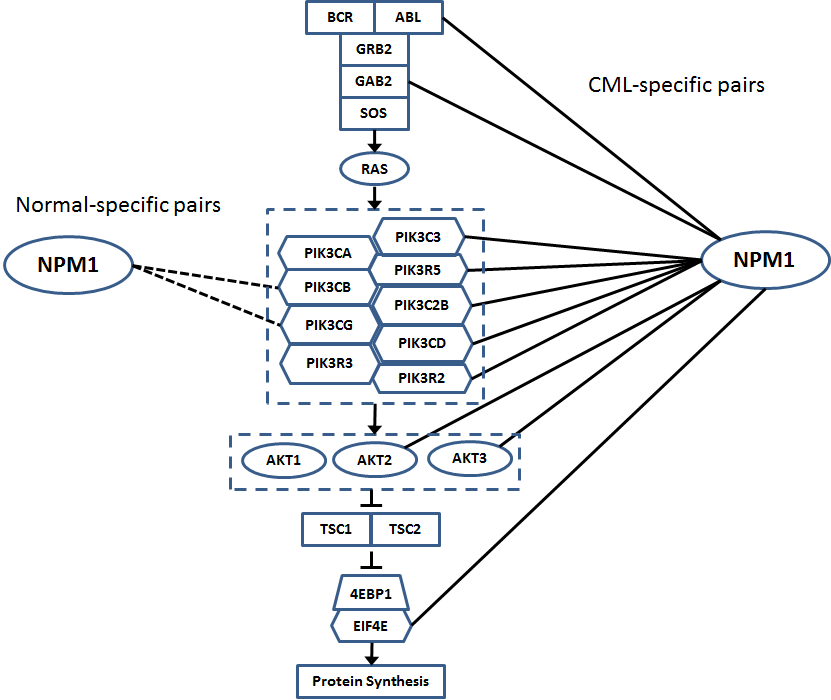 BCR ABL
GRB2
GAB2
CML-specific pairs
SOS
RAS
Normal-specific pairs
PIK3C3
PIK3CA
NPM1
NPM1
PIK3R5
PIK3CB
PIK3C2B
PIK3CG
PIK3CD
PIK3R3
PIK3R2
AKT1 AKT2 AKT3
TSC1 TSC2
4EBP1
EIF4E
Protein Synthesis